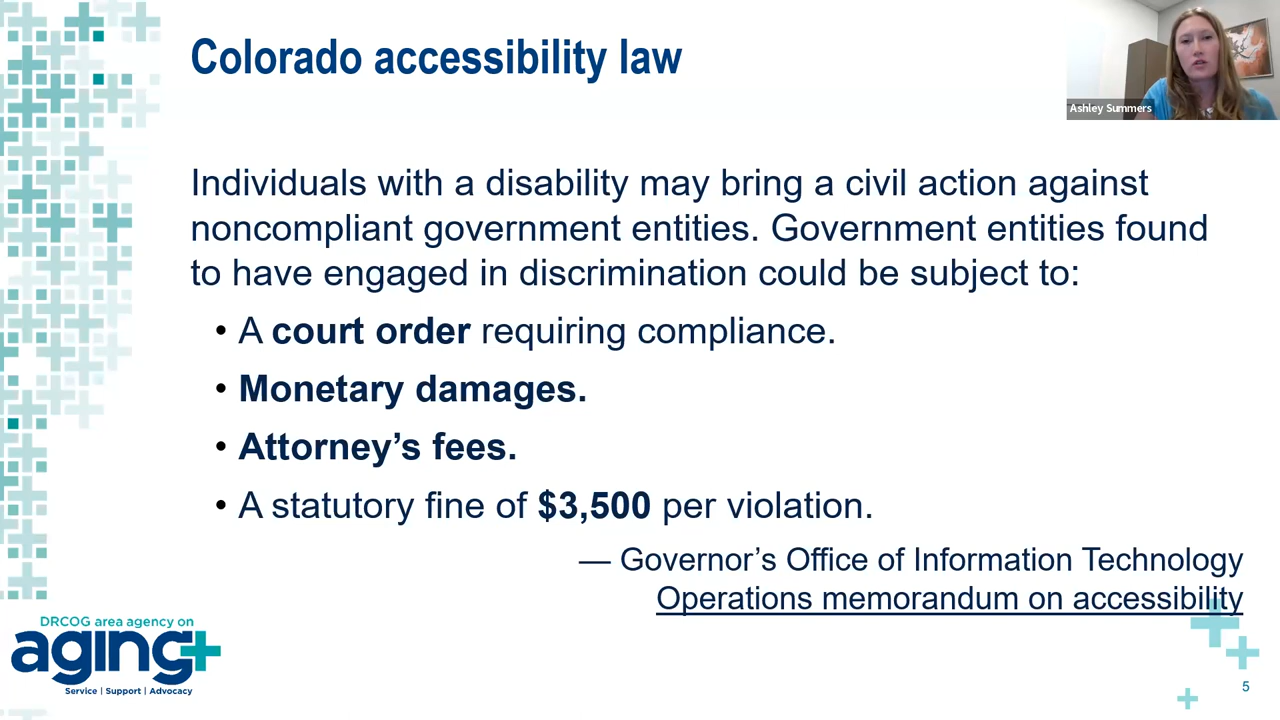 Colorado accessibility law
Ashley Summers
Individuals with a disability may bring a civil action against
noncompliant government entities. Government entities found
to have engaged in discrimination could be subject to:
• A court order requiring compliance.
• Monetary damages.
• Attorney’s fees.
• A statutory fine of $3,500 per violation.
— Governor’s Office of Information Technology
Operations memorandum on accessibility
DRCOG area agency on
aging+
Service | Support | Advocacy
5